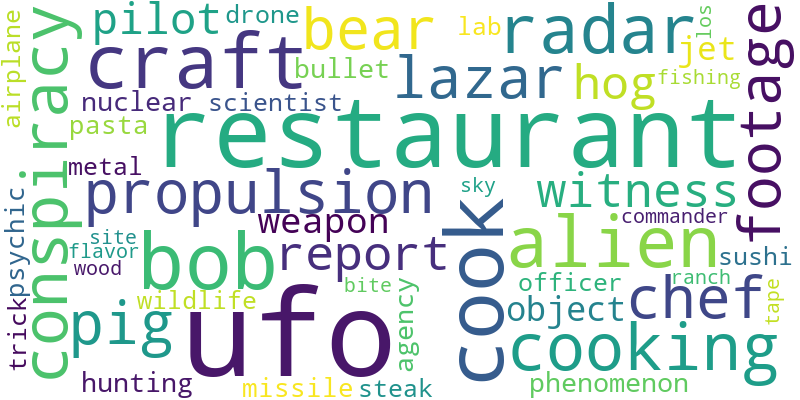 airplane
conspiracy
pilot
drone
bear
lab
radar
los
footage
craft
bullet
lazar
hog
jet
fishing
nuclear
scientist
pasta
restaurant
metal
propulsion
sky
cook
witness
psychic
weapon
commander
site
flavor
wood
bob
report
alien
sushi
wildlife
bite
agency
officer
ranch
object
chef
tape
trick
pig
ufo
cooking
hunting
missile
steak
phenomenon